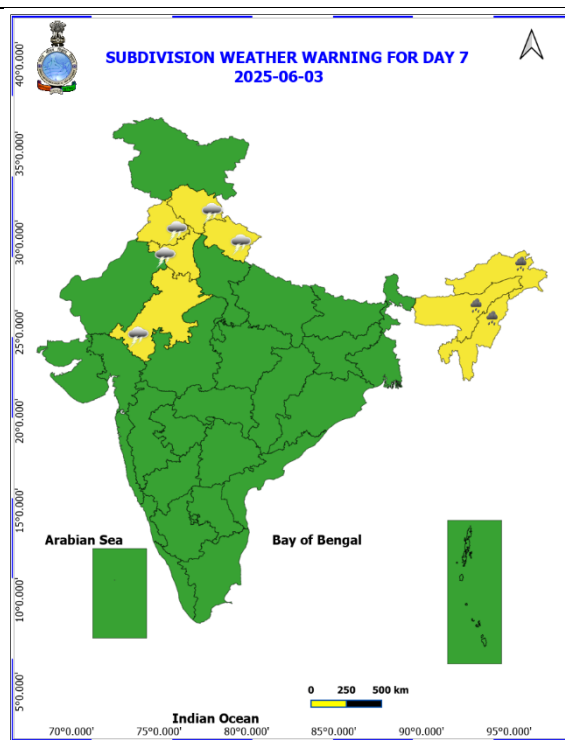 SUBDIVISION WEATHER WARNING FOR DAY 7
2025-06-03
40°0.000'
35°0.000'
30°0.000'
25°0.000'
20°0.000'
15°0.000'
10°0.000'
5°0.000'
Arabian Sea
Bay of Bengal
0 250 500 km
Indian Ocean
70°0.000' 75°0.000' 80°0.000' 85°0.000' 90°0.000' 95°0.000'